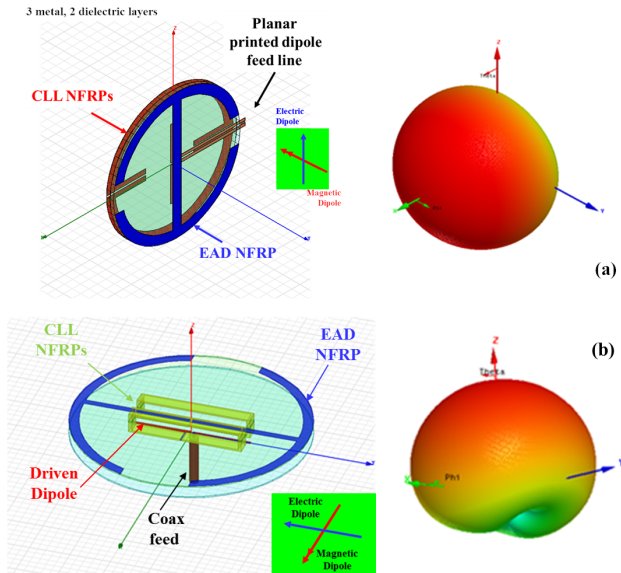 3 metal, 2 dielectric layers
Planar
printed dipole
feed line
CLL NFRPs
Electric
Dipole
Magnetic
Dipole
EAD NFRP
Z
Theta
Y
(a)
CLL
NFRPs
EAD
NFRP
Z
Driven
Dipole
Coax
feed
Electric
Dipole
Magnetic
Dipole
(b)
Z
Theta
Phi
X
Y